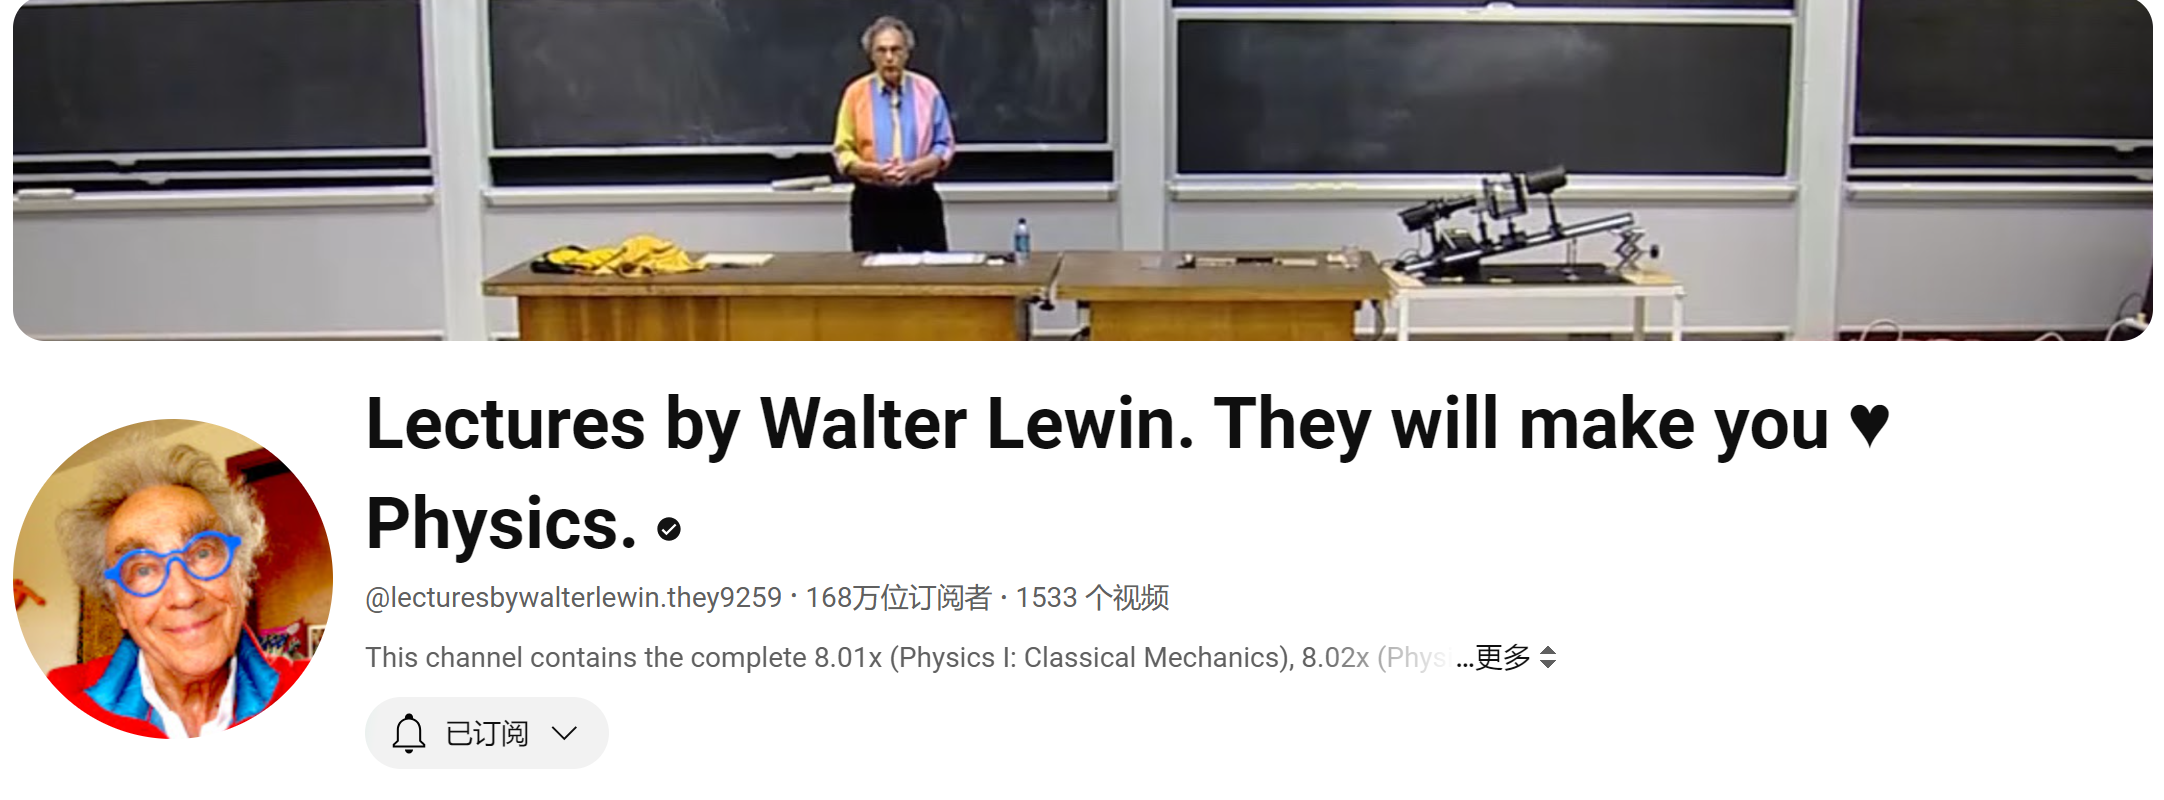 Lectures by Walter Lewin. They will make you ♥
Physics.
@lecturesbywalterlewin.they9259 · 168万位订阅者 · 1533 个视频
This channel contains the complete 8.01x (Physics I: Classical Mechanics), 8.02x (Phys ...更多
已订阅